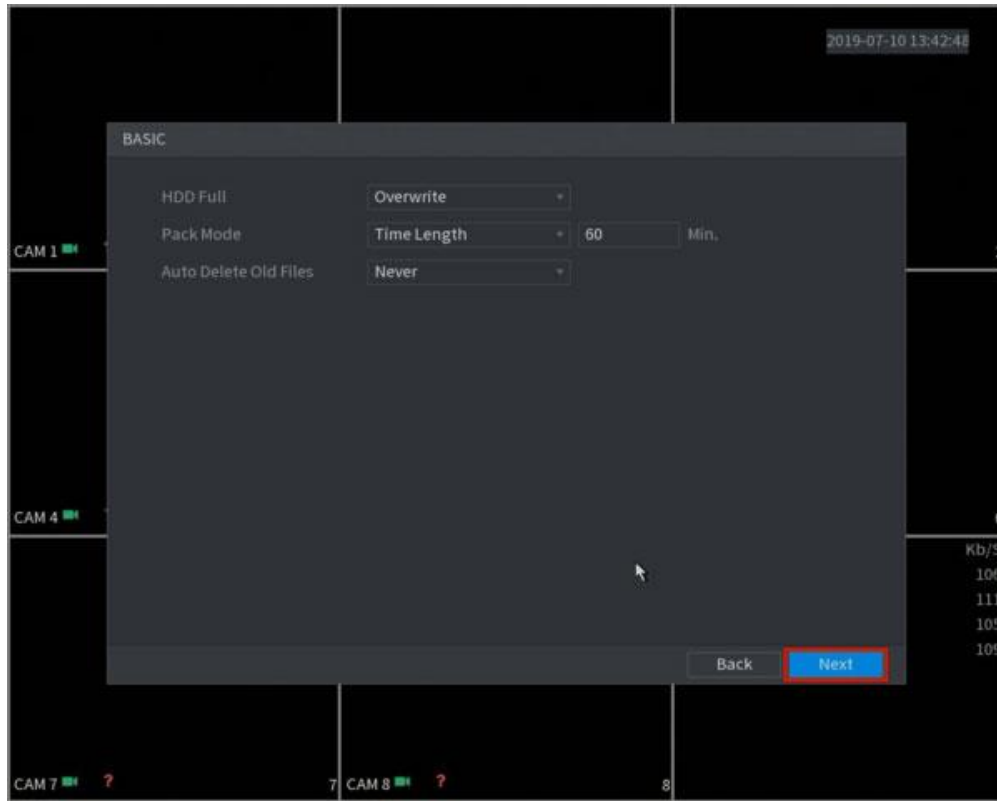 2019-07-10 13:42:48
BASIC
HDD Full Overwrite
Pack Mode Time Length 60 Min.
CAM 1
Auto Delete Old Files Never
CAM 4
Kb/S
111
Back Next
CAM 7 ? 7 CAM 8 ? 8